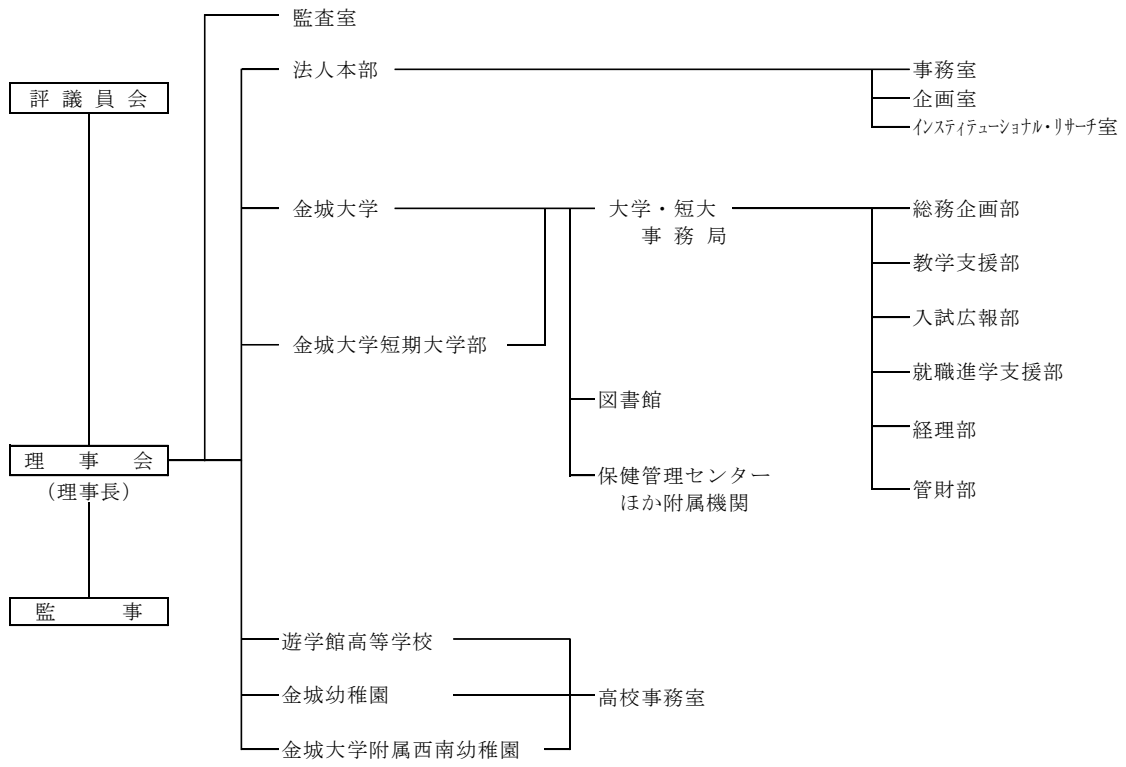 監査室
法人本部
事務室
評議員会
企画室
インスティテューショナル・リサーチ室
金城大学
大学・短大
事務局
総務企画部
教学支援部
入試広報部
金城大学短期大学部
就職進学支援部
図書館
経理部
理事会
(理事長)
保健管理センター
ほか附属機関
管財部
監事
遊学館高等学校
金城幼稚園
高校事務室
金城大学附属西南幼稚園